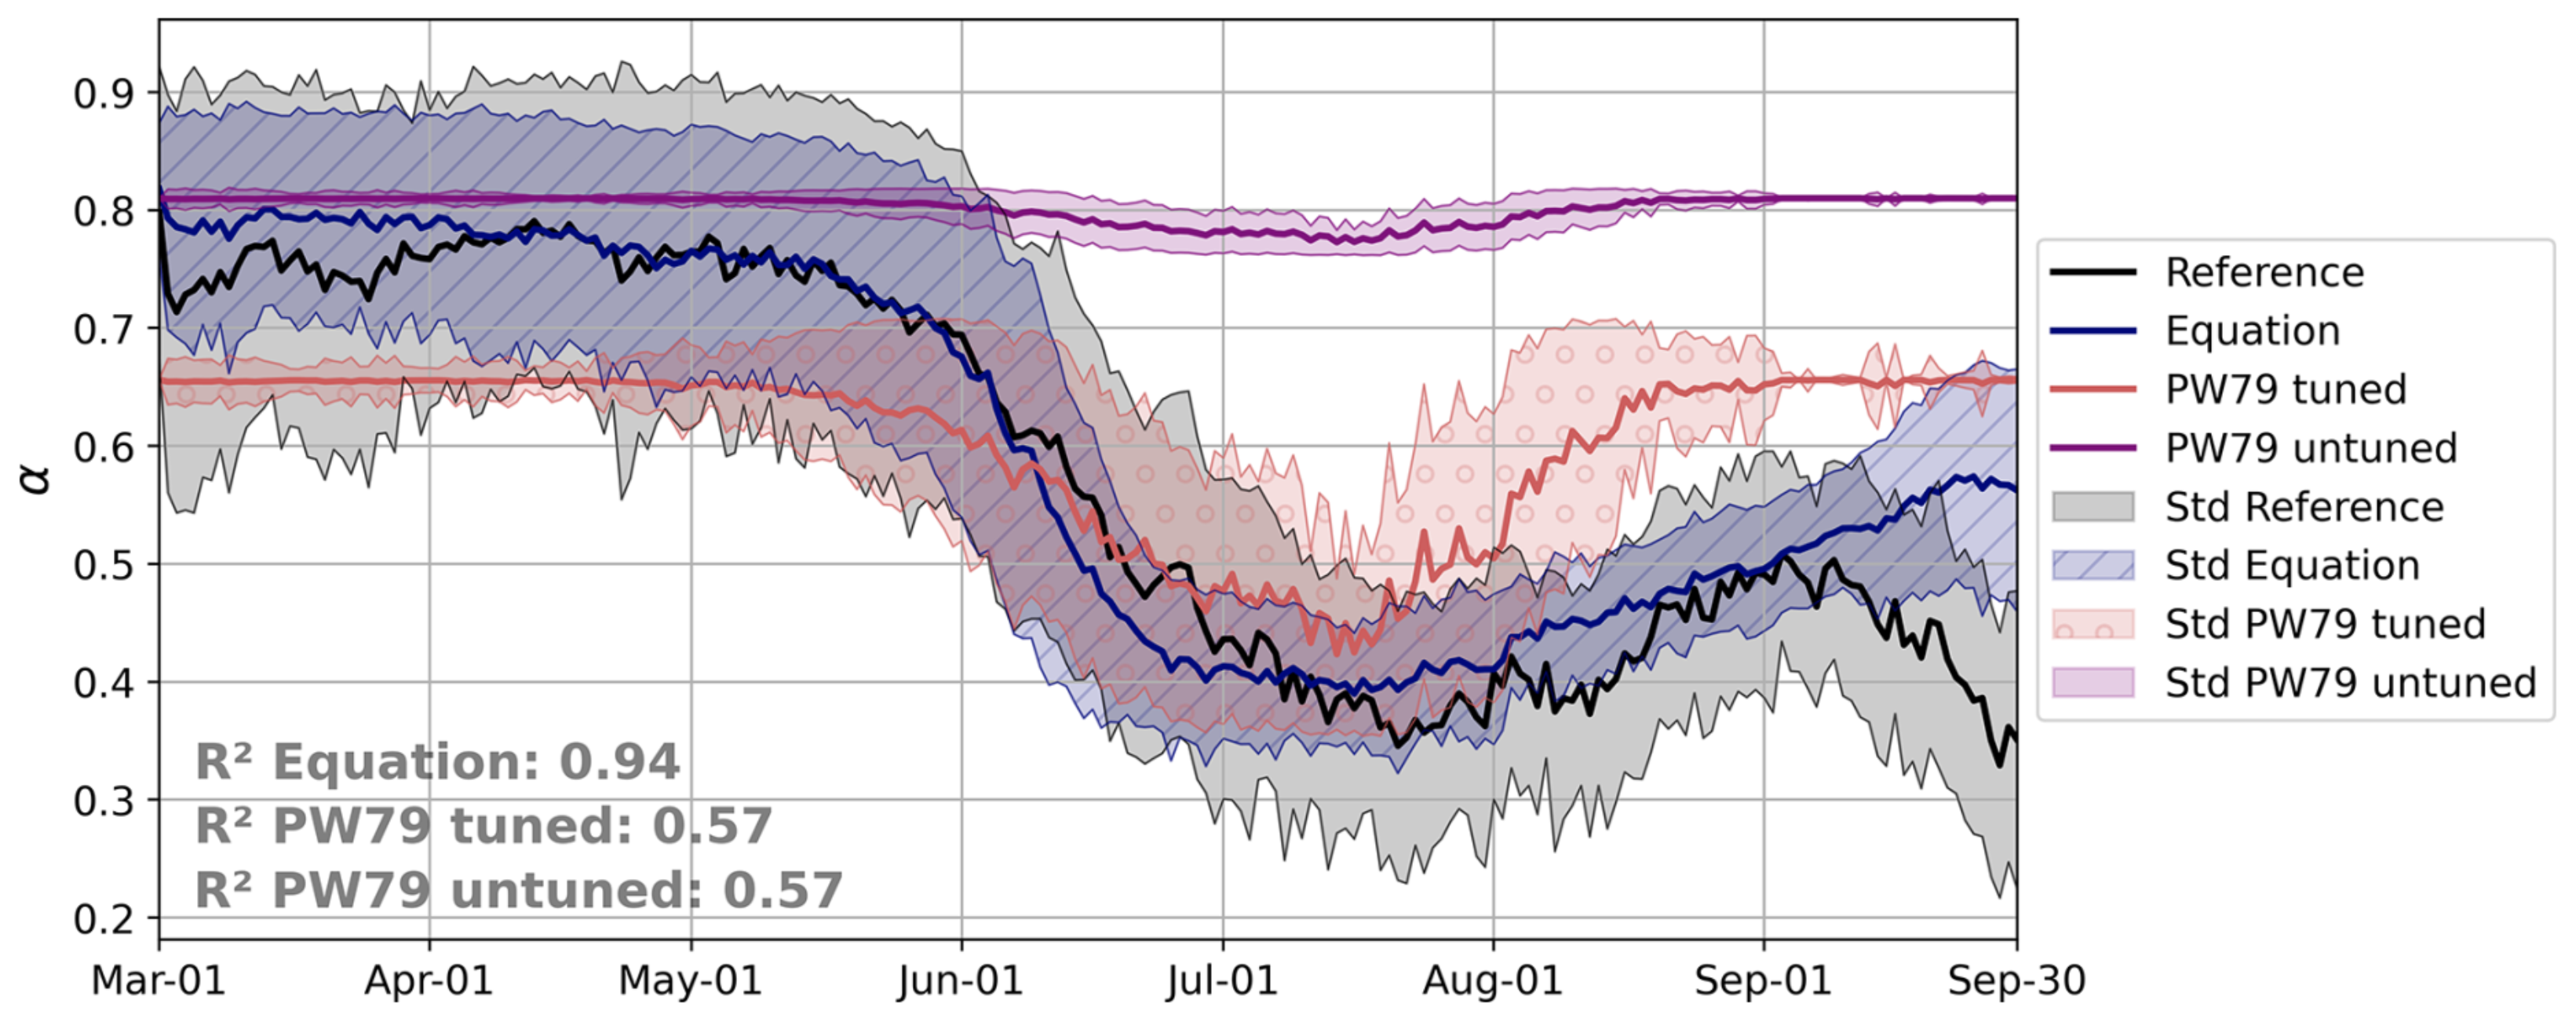 α
0.9
0.8
0.7
0.6
0.5
0.4
0.3
0.2
R² Equation: 0.94
R² PW79 tuned: 0.57
R² PW79 untuned: 0.57
Mar-01
Apr-01
May-01
Jun-01
Jul-01
Aug-01
Sep-01
Sep-30
Reference
Equation
PW79 tuned
PW79 untuned
Std Reference
Std Equation
Std PW79 tuned
Std PW79 untuned